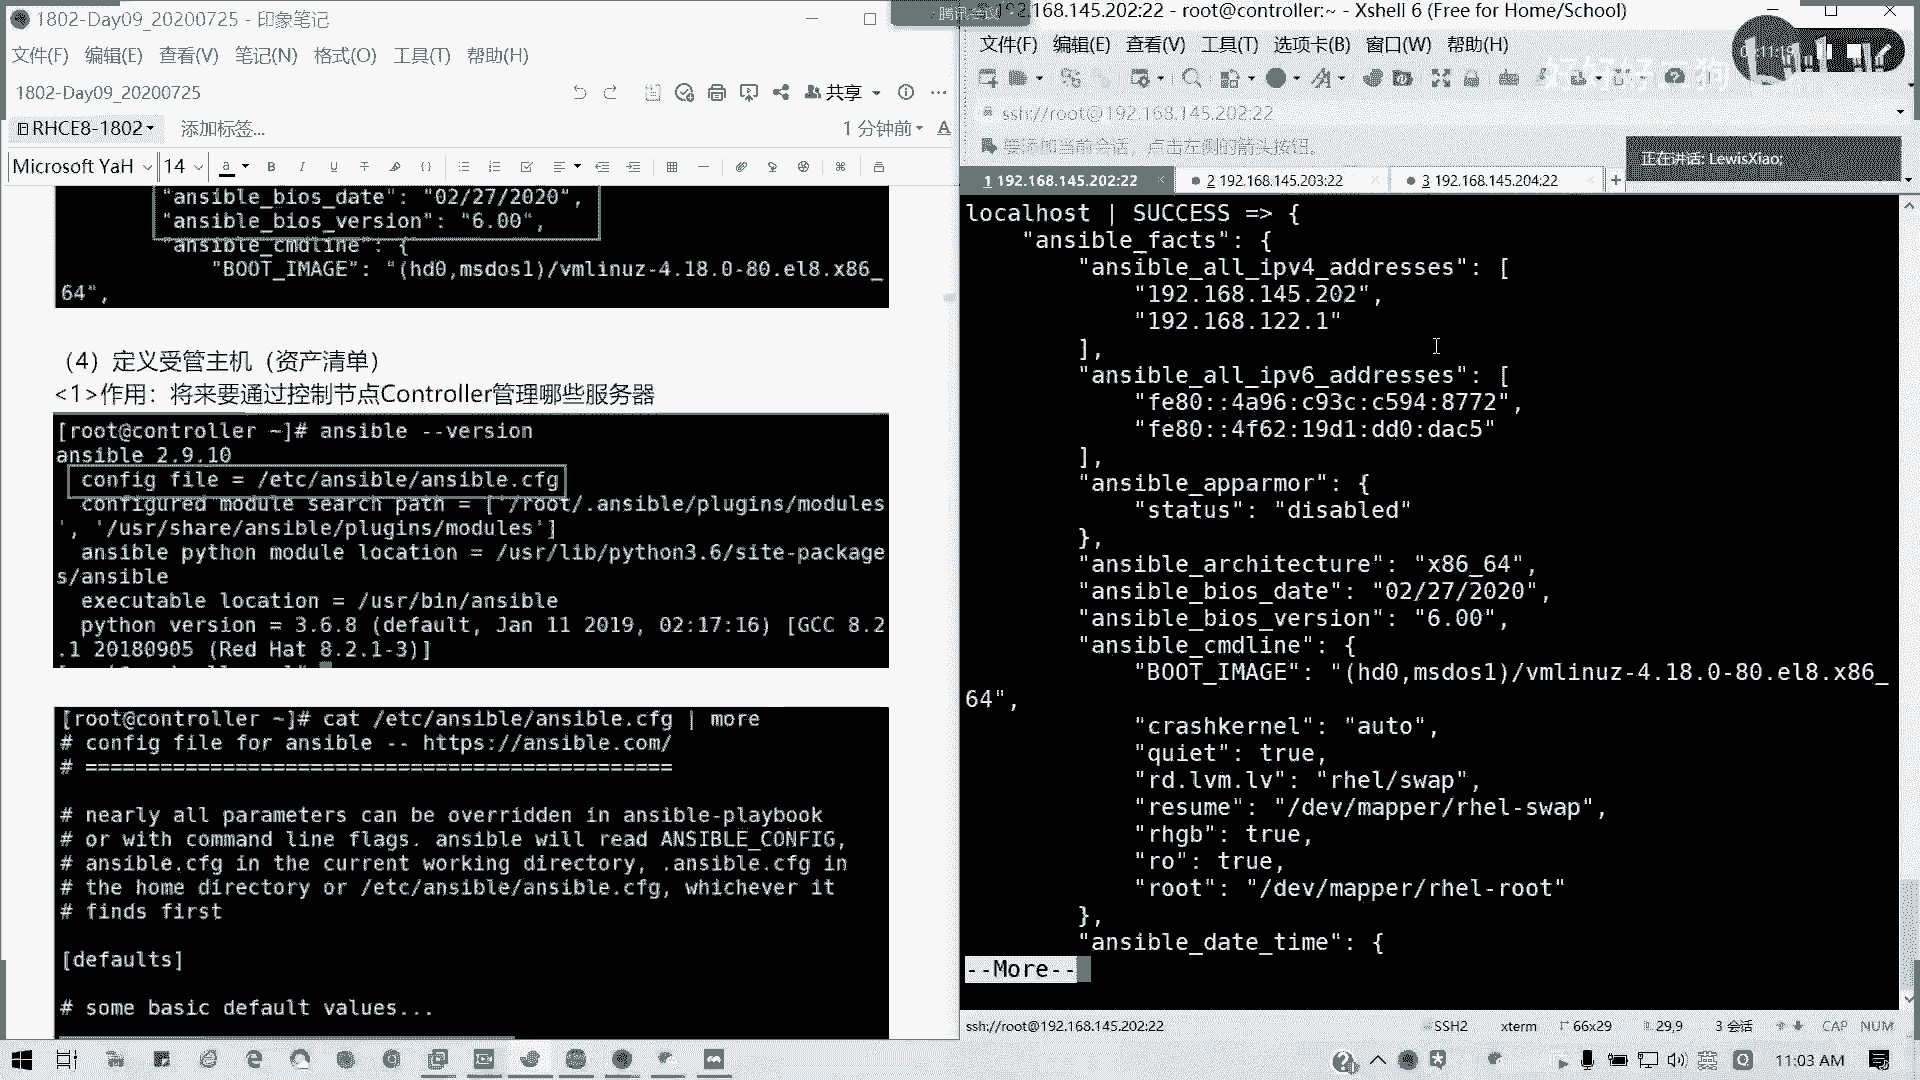 1802-Day09_20200725 - 印象笔记
文件(F) 编辑(E) 查看(V) 笔记(N) 格式(O) 工具(T) 帮助(H)
1802-Day09_20200725
共享
RHCE8-1802 添加标签...
1 分钟前
Microsoft YaH 14
"ansible_bios_date": "02/27/2020",
"ansible_bios_version": "6.00",
"ansible_cmdline": {
"BOOT_IMAGE": "(hd0,msdos1)/vmlinuz-4.18.0-80.el8.x86_
64",
（4）定义受管主机（资产清单）
<1>作用：将来要通过控制节点Controller管理哪些服务器
[root@controller ~]# ansible --version
ansible 2.9.10
config file = /etc/ansible/ansible.cfg
configured module search path = ['/root/.ansible/plugins/modules
', '/usr/share/ansible/plugins/modules']
ansible python module location = /usr/lib/python3.6/site-package
s/ansible
executable location = /usr/bin/ansible
python version = 3.6.8 (default, Jan 11 2019, 02:17:16) [GCC 8.2
.1 20180905 (Red Hat 8.2.1-3)]
[root@controller ~]# cat /etc/ansible/ansible.cfg | more
# config file for ansible -- https://ansible.com/
# ===============================================
# nearly all parameters can be overridden in ansible-playbook
# or with command line flags. ansible will read ANSIBLE_CONFIG,
# ansible.cfg in the current working directory, .ansible.cfg in
# the home directory or /etc/ansible/ansible.cfg, whichever it
# finds first
[defaults]
# some basic default values...
腾讯会议
192.168.145.202:22 - root@controller:~ - Xshell 6 (Free for Home/School)
文件(F) 编辑(E) 查看(V) 工具(T) 选项卡(B) 窗口(W) 帮助(H)
ssh://root@192.168.145.202:22
要添加当前会话，点击左侧的箭头按钮。
正在讲话: LewisXiao;
1 192.168.145.202:22
2 192.168.145.203:22
3 192.168.145.204:22
localhost | SUCCESS => {
"ansible_facts": {
"ansible_all_ipv4_addresses": [
"192.168.145.202",
"192.168.122.1"
],
"ansible_all_ipv6_addresses": [
"fe80::4a96:c93c:c594:8772",
"fe80::4f62:19d1:dd0:dac5"
],
"ansible_apparmor": {
"status": "disabled"
},
"ansible_architecture": "x86_64",
"ansible_bios_date": "02/27/2020",
"ansible_bios_version": "6.00",
"ansible_cmdline": {
"BOOT_IMAGE": "(hd0,msdos1)/vmlinuz-4.18.0-80.el8.x86_
64",
"crashkernel": "auto",
"quiet": true,
"rd.lvm.lv": "rhel/swap",
"resume": "/dev/mapper/rhel-swap",
"rhgb": true,
"ro": true,
"root": "/dev/mapper/rhel-root"
},
"ansible_date_time": {
--More--
ssh://root@192.168.145.202:22 SSH2 xterm 66x29 29,9 3 会话 CAP NUM
11:03 AM